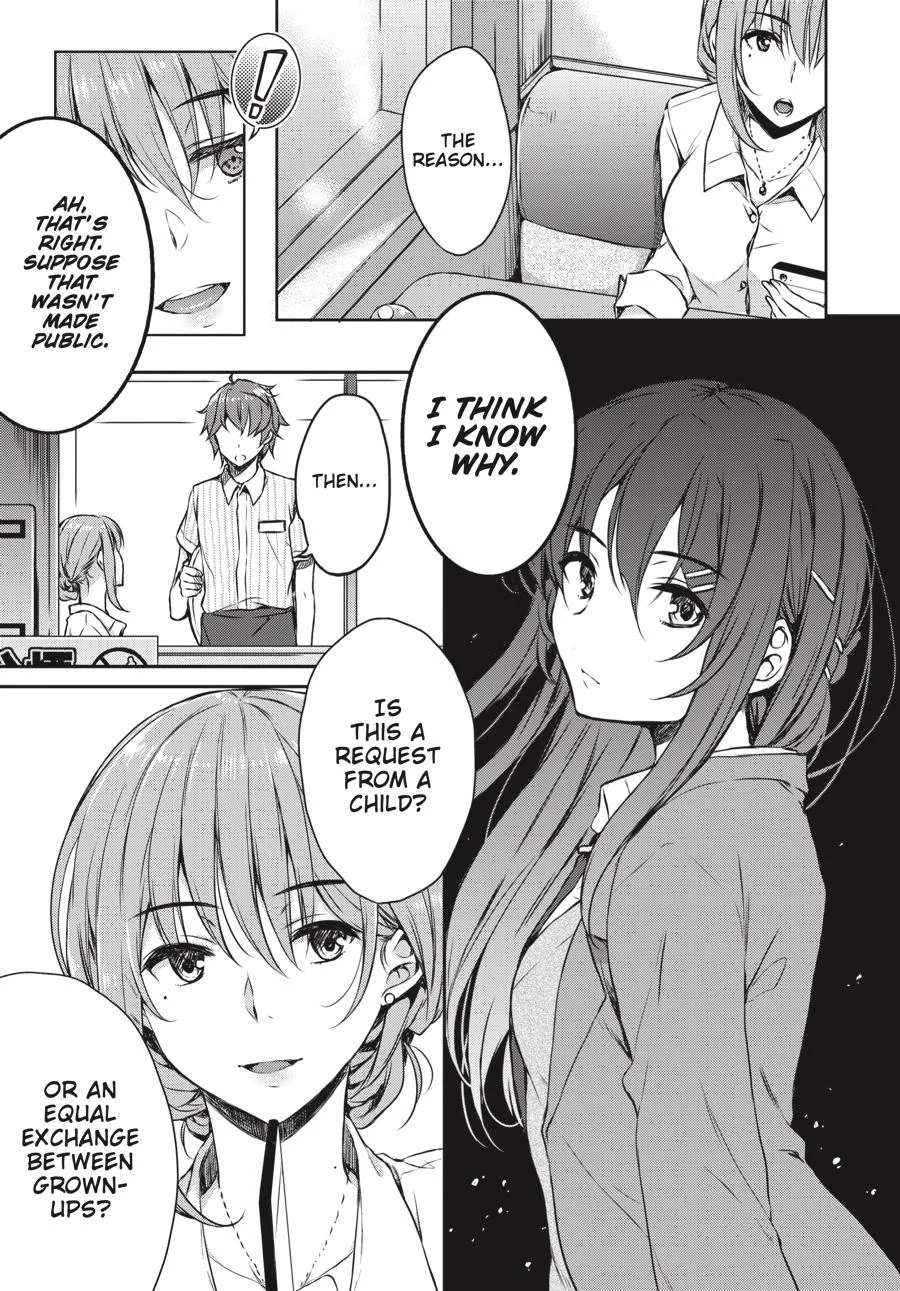 THE
REASON...
!
AH,
THAT'S
RIGHT.
SUPPOSE
THAT
WASN'T
MADE
PUBLIC.
I THINK
I KNOW
WHY.
THEN...
IS
THIS A
REQUEST
FROM A
CHILD?
OR AN
EQUAL
EXCHANGE
BETWEEN
GROWN-
UPS?